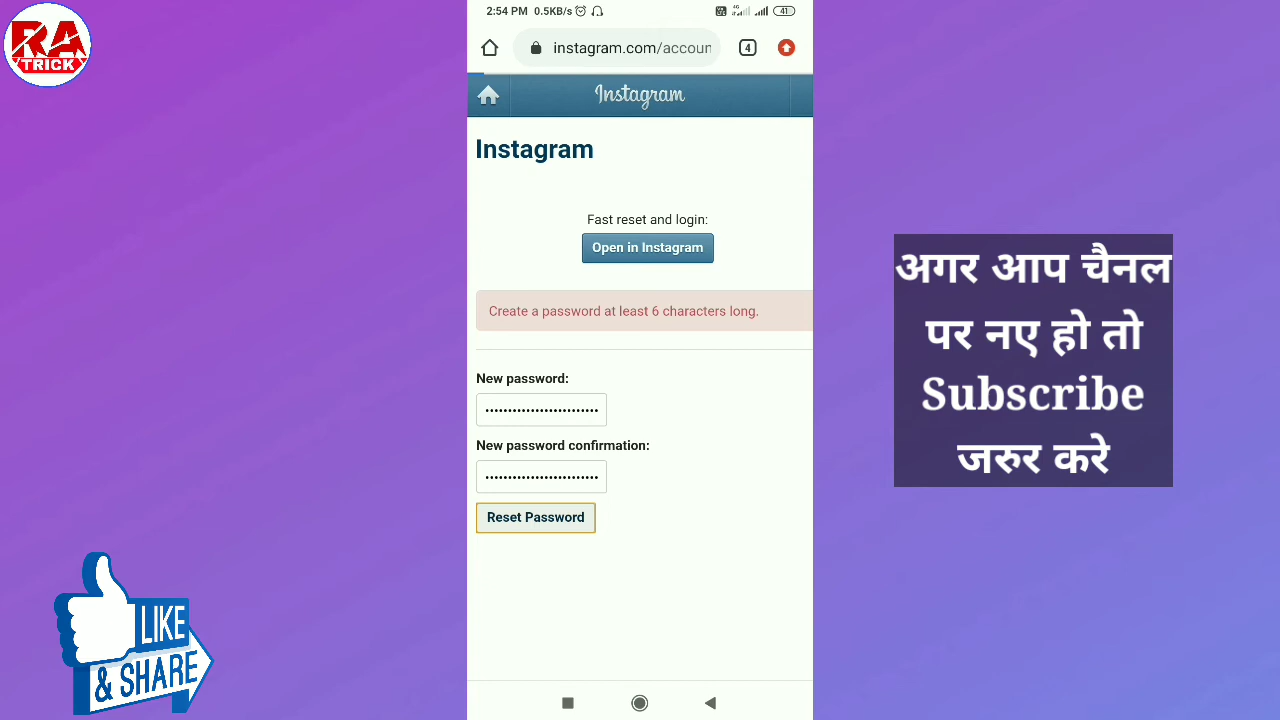 RA
TRICK
2:54 PM 0.5KB/s
4G
41
instagram.com/accoun
4
Instagram
Instagram
Fast reset and login:
Open in Instagram
Create a password at least 6 characters long.
New password:
•••••••••••••••••••••••••
New password confirmation:
•••••••••••••••••••••••••
Reset Password
अगर आप चैनल
पर नए हो तो
Subscribe
जरुर करे
LIKE
& SHARE